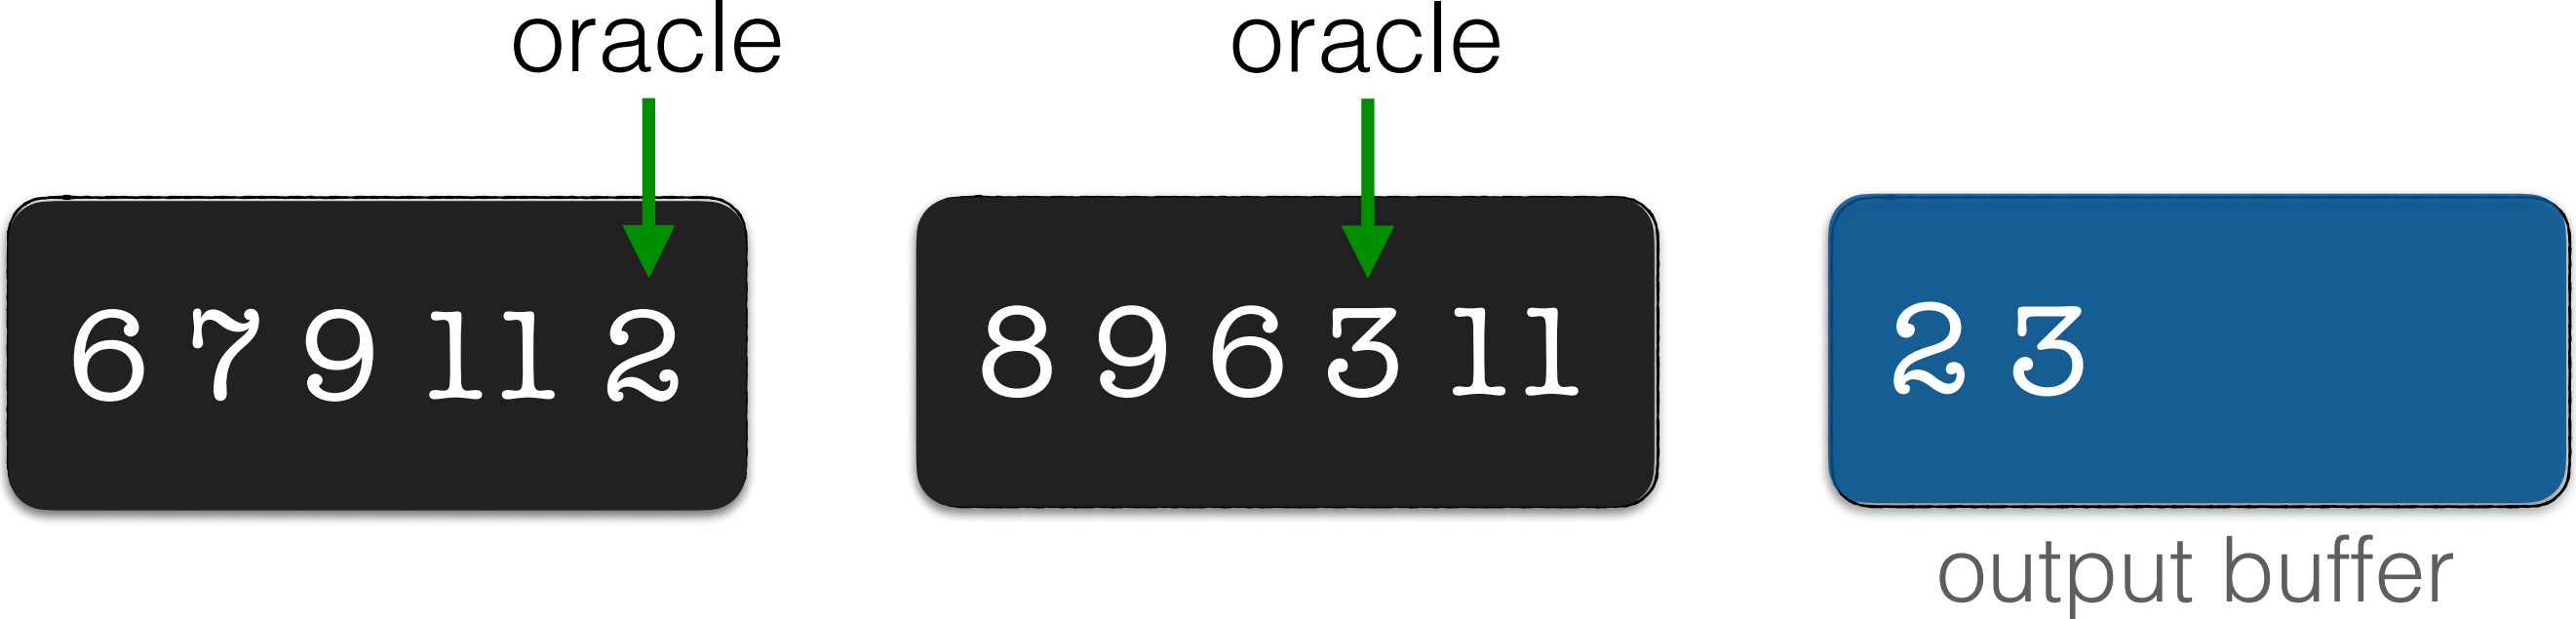 oracle
oracle
6 7 9 11 2
8 9 6 3 11
2 3
output buffer